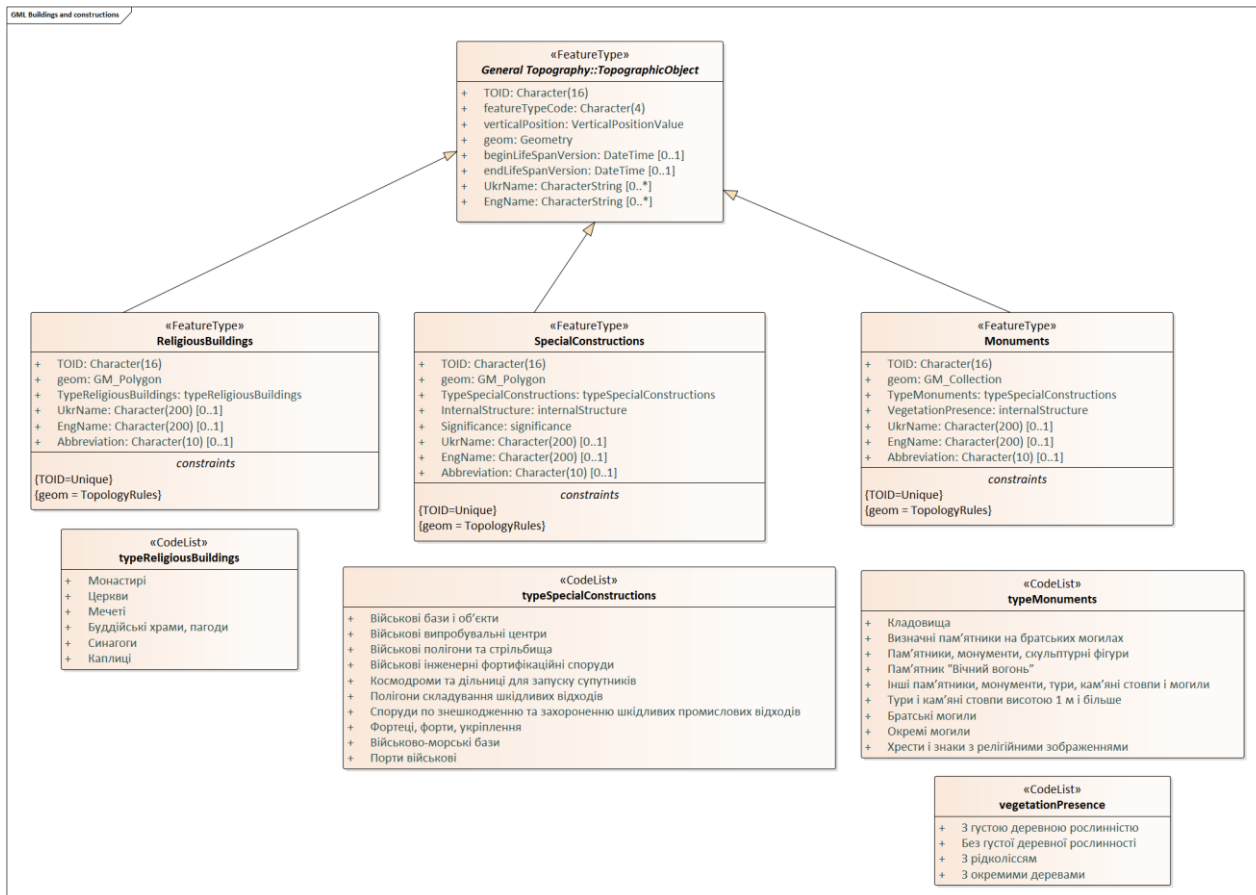 GML Buildings and constructions
«FeatureType»
General Topography::TopographicObject
+ TOID: Character(16)
+ featureTypeCode: Character(4)
+ verticalPosition: VerticalPositionValue
+ geom: Geometry
+ beginLifeSpanVersion: DateTime [0..1]
+ endLifeSpanVersion: DateTime [0..1]
+ UkrName: CharacterString [0..*]
+ EngName: CharacterString [0..*]
«FeatureType»
ReligiousBuildings
+ TOID: Character(16)
+ geom: GM_Polygon
+ TypeReligiousBuildings: typeReligiousBuildings
+ UkrName: Character(200) [0..1]
+ EngName: Character(200) [0..1]
+ Abbreviation: Character(10) [0..1]
constraints
{TOID=Unique}
{geom = TopologyRules}
«FeatureType»
SpecialConstructions
+ TOID: Character(16)
+ geom: GM_Polygon
+ TypeSpecialConstructions: typeSpecialConstructions
+ InternalStructure: internalStructure
+ Significance: significance
+ UkrName: Character(200) [0..1]
+ EngName: Character(200) [0..1]
+ Abbreviation: Character(10) [0..1]
constraints
{TOID=Unique}
{geom = TopologyRules}
«FeatureType»
Monuments
+ TOID: Character(16)
+ geom: GM_Collection
+ TypeMonuments: typeSpecialConstructions
+ VegetationPresence: internalStructure
+ UkrName: Character(200) [0..1]
+ EngName: Character(200) [0..1]
+ Abbreviation: Character(10) [0..1]
constraints
{TOID=Unique}
{geom = TopologyRules}
«CodeList»
typeReligiousBuildings
+ Монастирі
+ Церкви
+ Мечеті
+ Буддійські храми, пагоди
+ Синагоги
+ Каплиці
«CodeList»
typeSpecialConstructions
+ Військові бази і об'єкти
+ Військові випробувальні центри
+ Військові полігони та стрільбища
+ Військові інженерні фортифікаційні споруди
+ Космодроми та дільниці для запуску супутників
+ Полігони складування шкідливих відходів
+ Споруди по знешкодженню та захороненню шкідливих промислових відходів
+ Фортеці, форти, укріплення
+ Військово-морські бази
+ Порти військові
«CodeList»
typeMonuments
+ Кладовища
+ Визначні пам'ятники на братських могилах
+ Пам'ятники, монументи, скульптурні фігури
+ Пам'ятник "Вічний вогонь"
+ Інші пам'ятники, монументи, тури, кам'яні стовпи і могили
+ Тури і кам'яні стовпи висотою 1 м і більше
+ Братські могили
+ Окремі могили
+ Хрести і знаки з релігійними зображеннями
«CodeList»
vegetationPresence
+ З густою деревною рослинністю
+ Без густої деревної рослинності
+ З рідколіссям
+ З окремими деревами